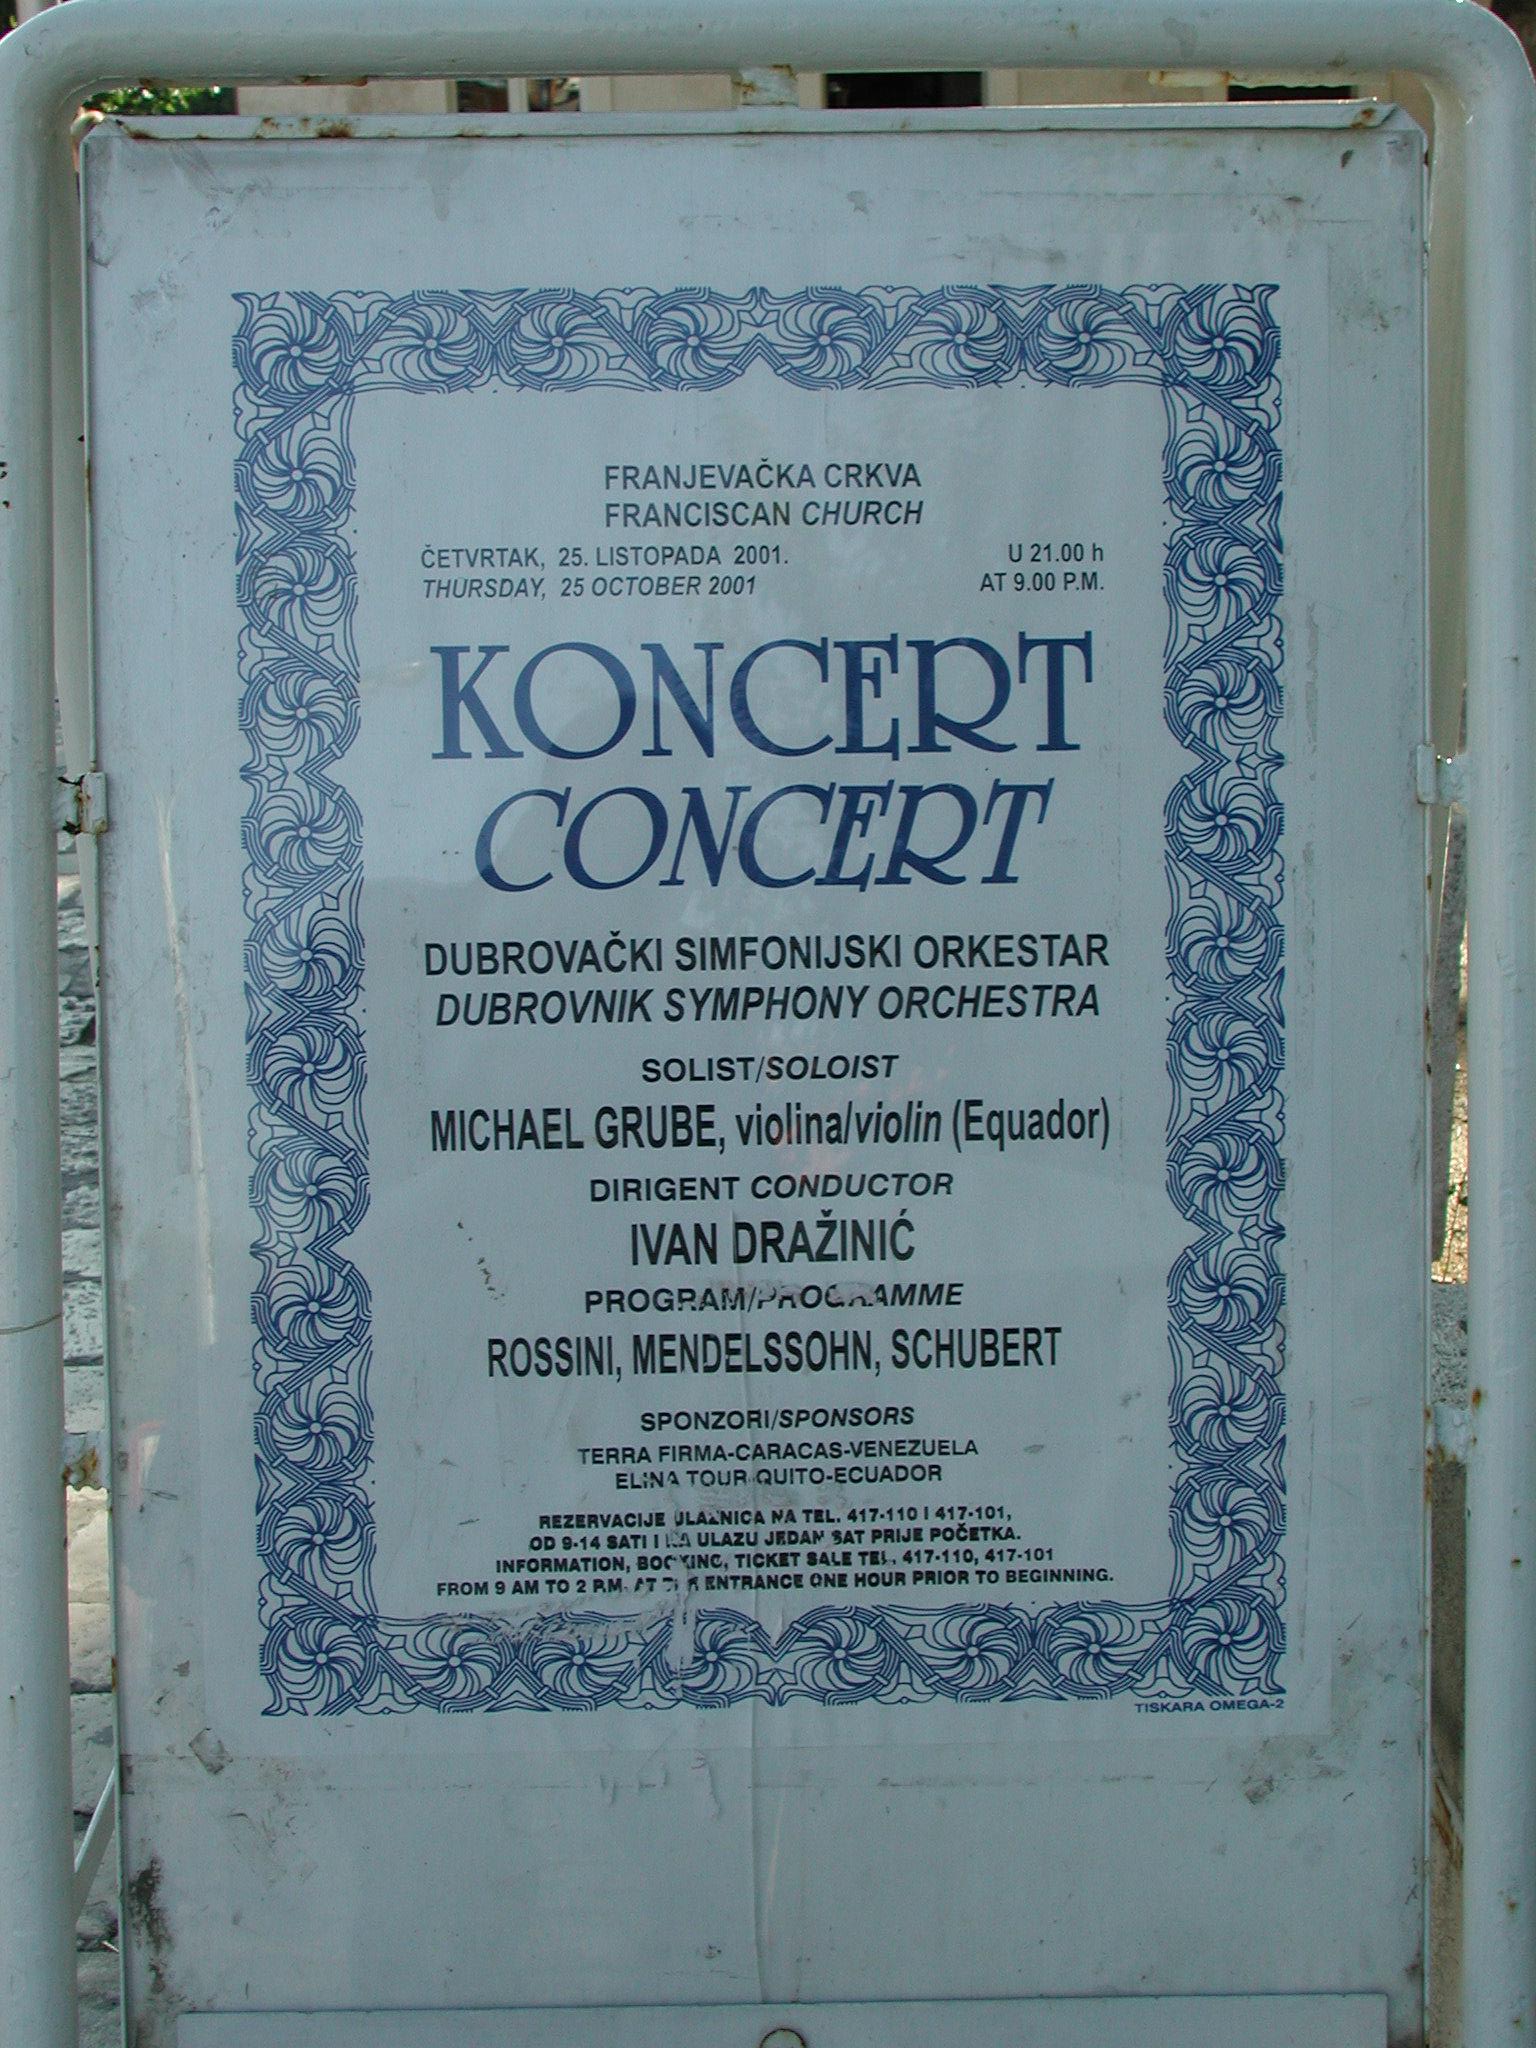 FRANJEVAČKA CRKVA
FRANCISCAN CHURCH
ČETVRTAK, 25. LISTOPADA 2001. U 21.00 h
THURSDAY, 25 OCTOBER 2001 AT 9.00 P.M.
KONCERT
CONCERT
DUBROVAČKI SIMFONIJSKI ORKESTAR
DUBROVNIK SYMPHONY ORCHESTRA
SOLIST/SOLOIST
MICHAEL GRUBE, violina/violin (Equador)
DIRIGENT CONDUCTOR
IVAN DRAŽINIĆ
PROGRAM/PROGRAMME
ROSSINI, MENDELSSOHN, SCHUBERT
SPONZORI/SPONSORS
TERRA FIRMA-CARACAS-VENEZUELA
ELINA TOUR-QUITO-ECUADOR
REZERVACIJE ULAZNICA NA TEL. 417-110 I 417-101,
OD 9-14 SATI I NA ULAZU JEDAN SAT PRIJE POČETKA.
INFORMATION, BOOKING, TICKET SALE TEL. 417-110, 417-101
FROM 9 AM TO 2 P.M. AT THE ENTRANCE ONE HOUR PRIOR TO BEGINNING.
TISKARA OMEGA-2